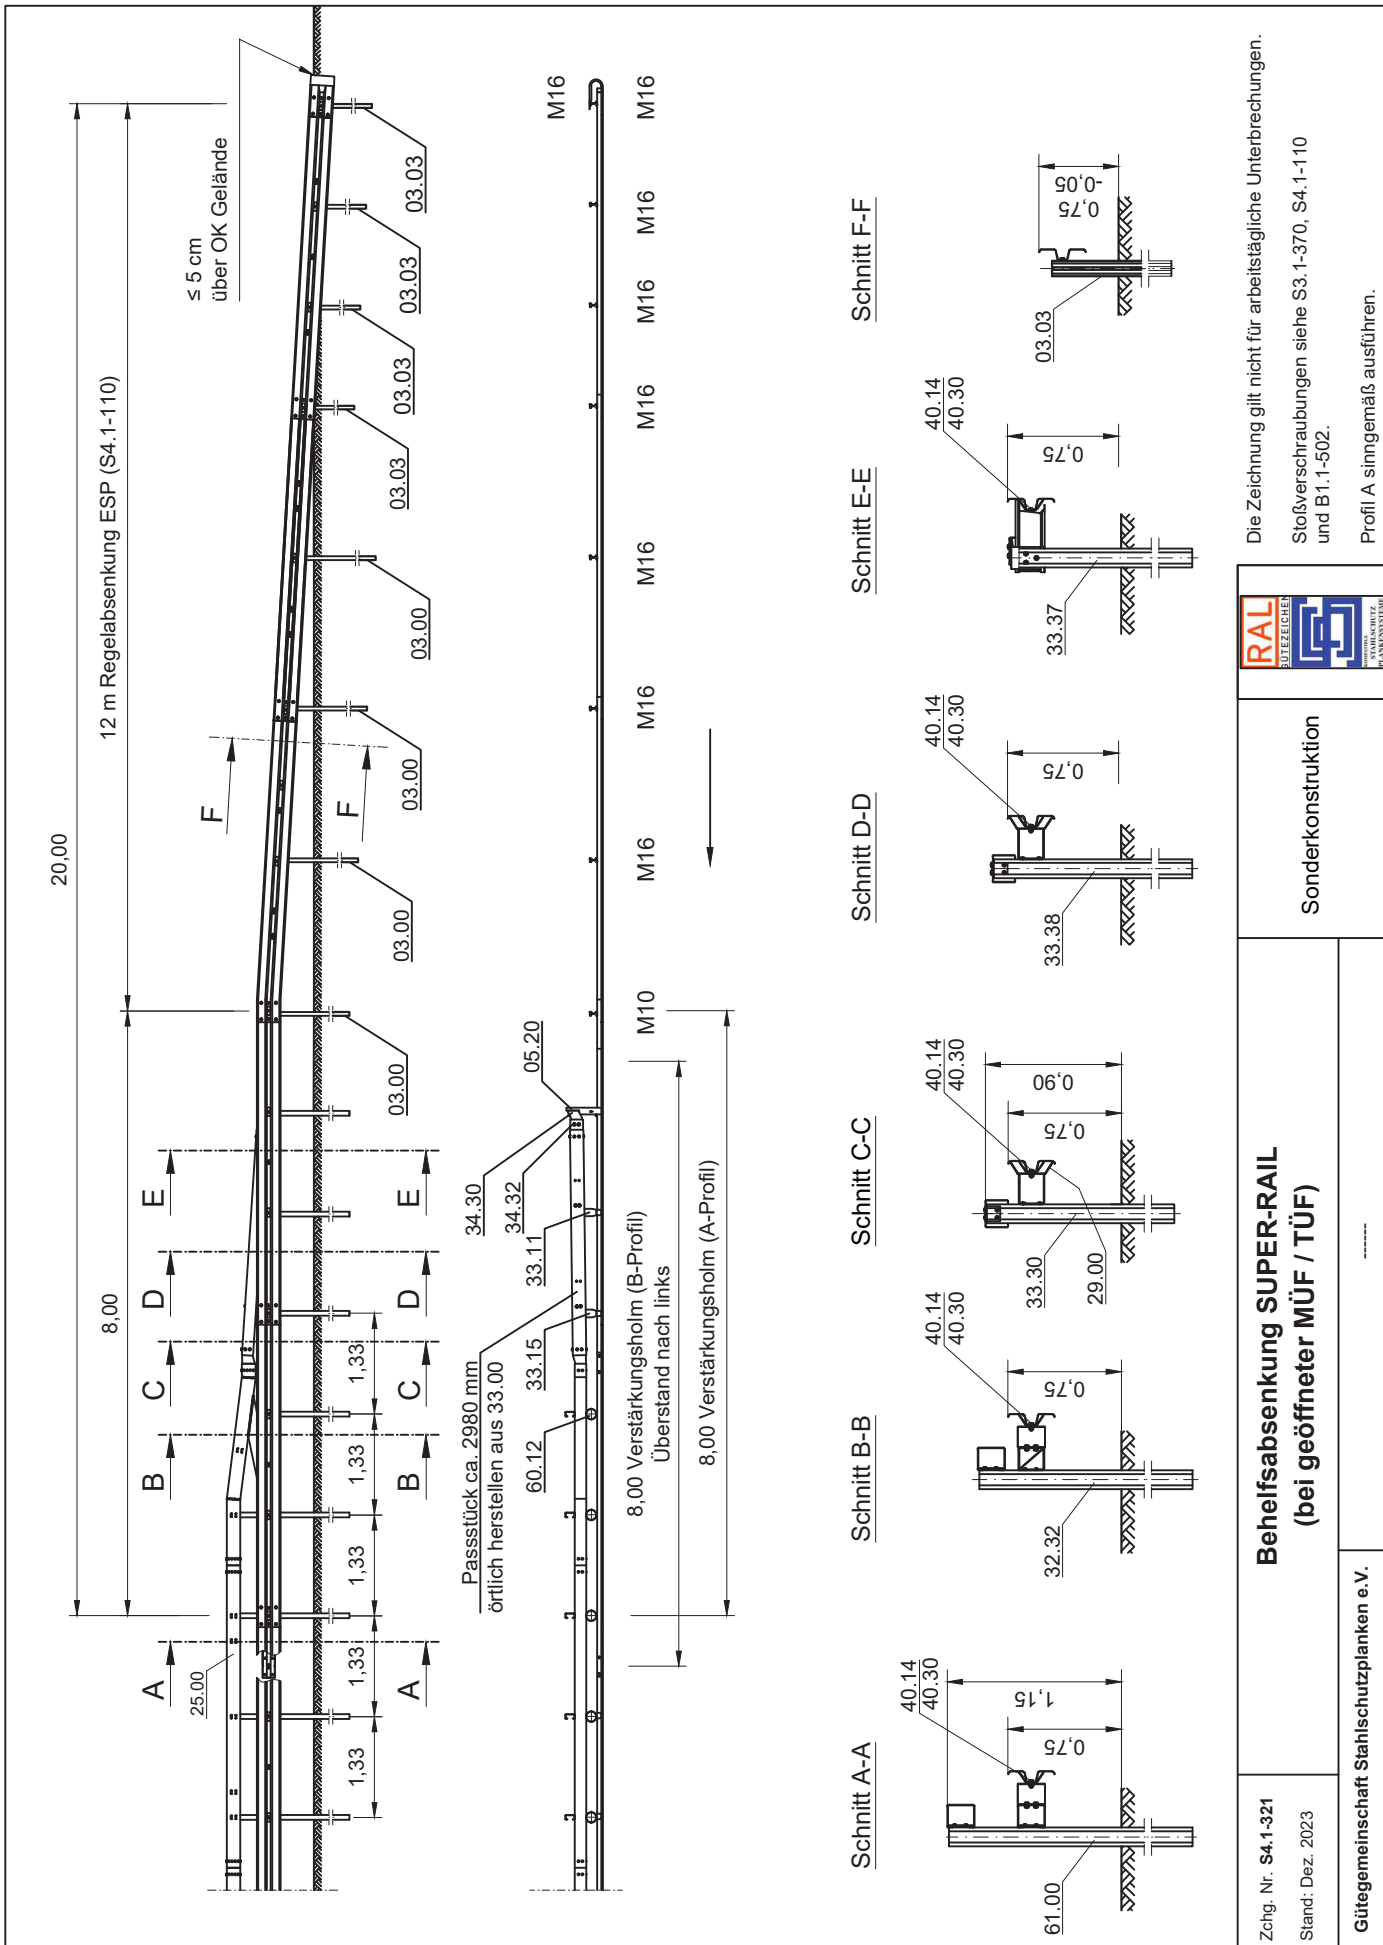 20,00
8,00
12 m Regelabsenkung ESP (S4.1-110)
≤ 5 cm
über OK Gelände
25.00
A
B
C
D
E
F
A
B
C
D
E
F
1,33
1,33
1,33
1,33
1,33
03.00
03.00
03.00
03.00
03.03
03.03
03.03
03.03
Passstück ca. 2980 mm
örtlich herstellen aus 33.00
60.12
33.15
33.11
34.32
34.30
05.20
M10
M16
M16
M16
M16
M16
M16
M16
M16
8,00 Verstärkungsholm (B-Profil)
Überstand nach links
8,00 Verstärkungsholm (A-Profil)
Schnitt A-A
40.14
40.30
1,15
0,75
61.00
Schnitt B-B
40.14
40.30
0,75
32.32
Schnitt C-C
40.14
40.30
0,90
0,75
33.30
29.00
Schnitt D-D
40.14
40.30
0,75
33.38
Schnitt E-E
40.14
40.30
0,75
33.37
Schnitt F-F
0,75
-0,05
03.03
Die Zeichnung gilt nicht für arbeitstägliche Unterbrechungen.
Stoßverschraubungen siehe S3.1-370, S4.1-110
und B1.1-502.
Profil A sinngemäß ausführen.
Zchg. Nr. S4.1-321
Stand: Dez. 2023
Gütegemeinschaft Stahlschutzplanken e.V.
Behelfsabsenkung SUPER-RAIL
(bei geöffneter MÜF / TÜF)
------
Sonderkonstruktion
RAL
GÜTEZEICHEN
KOMPATIBLE
STAHLSCHUTZ
PLANKENSYSTEME